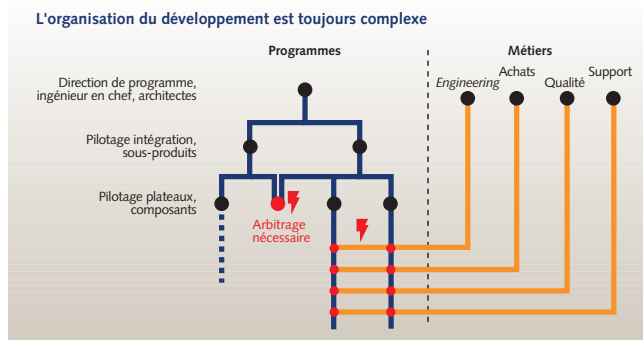 L'organisation du développement est toujours complexe
Programmes
Métiers
Direction de programme,
ingénieur en chef, architectes
Engineering
Achats
Qualité
Support
Pilotage intégration,
sous-produits
Pilotage plateaux,
composants
Arbitrage
nécessaire